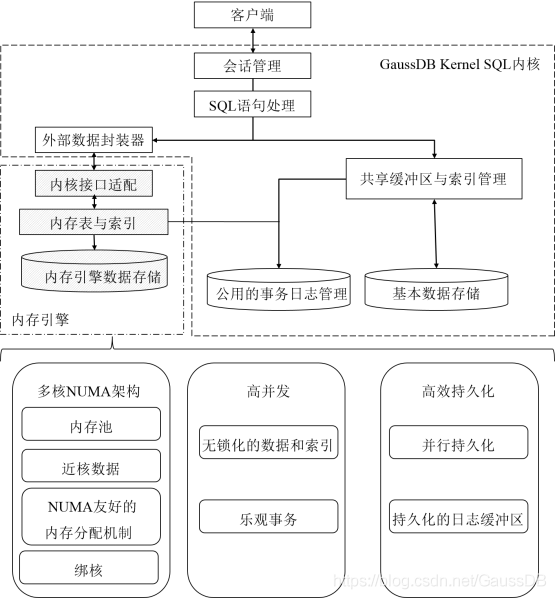 客户端
会话管理
GaussDB Kernel SQL内核
SQL语句处理
外部数据封装器
内核接口适配
共享缓冲区与索引管理
内存表与索引
内存引擎数据存储
公用的事务日志管理
基本数据存储
内存引擎
多核NUMA架构
内存池
近核数据
NUMA友好的
内存分配机制
绑核
高并发
无锁化的数据和索引
乐观事务
高效持久化
并行持久化
持久化的日志缓冲区
https://blog.csdn.net/GaussDB